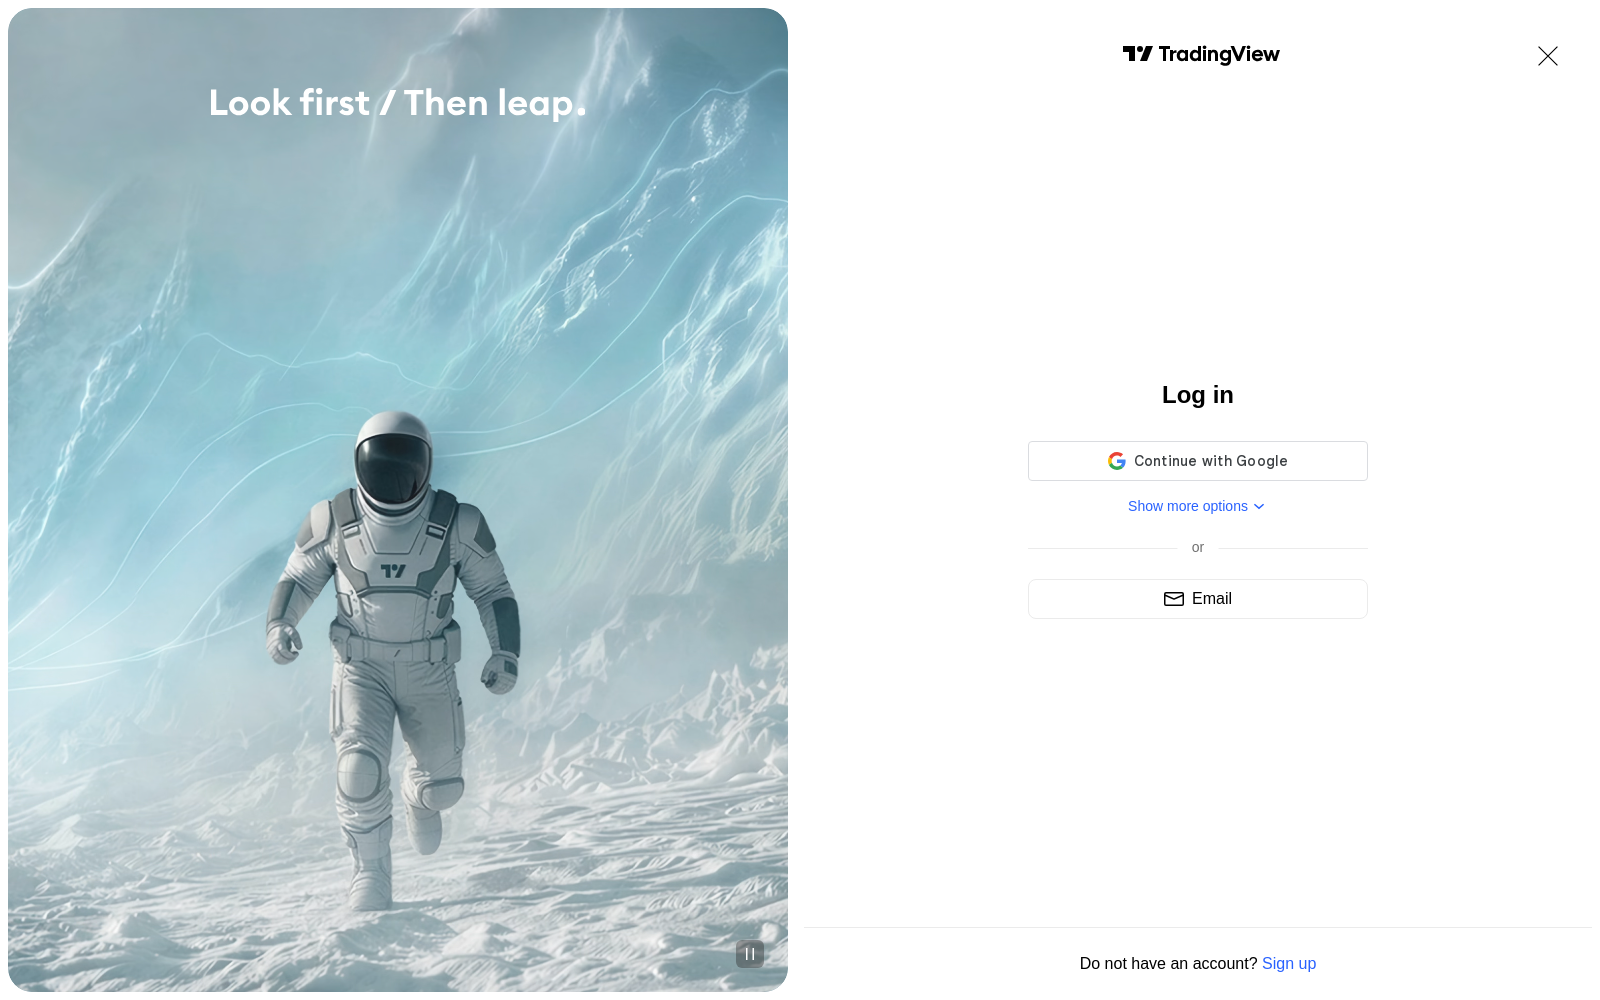 Look first / Then leap.
TradingView
Log in
Continue with Google
Show more options
or
Email
Do not have an account? Sign up